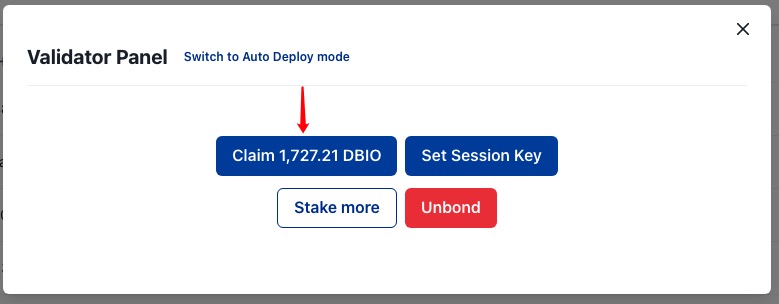 Validator Panel Switch to Auto Deploy mode
Claim 1,727.21 DBIO Set Session Key
Stake more Unbond